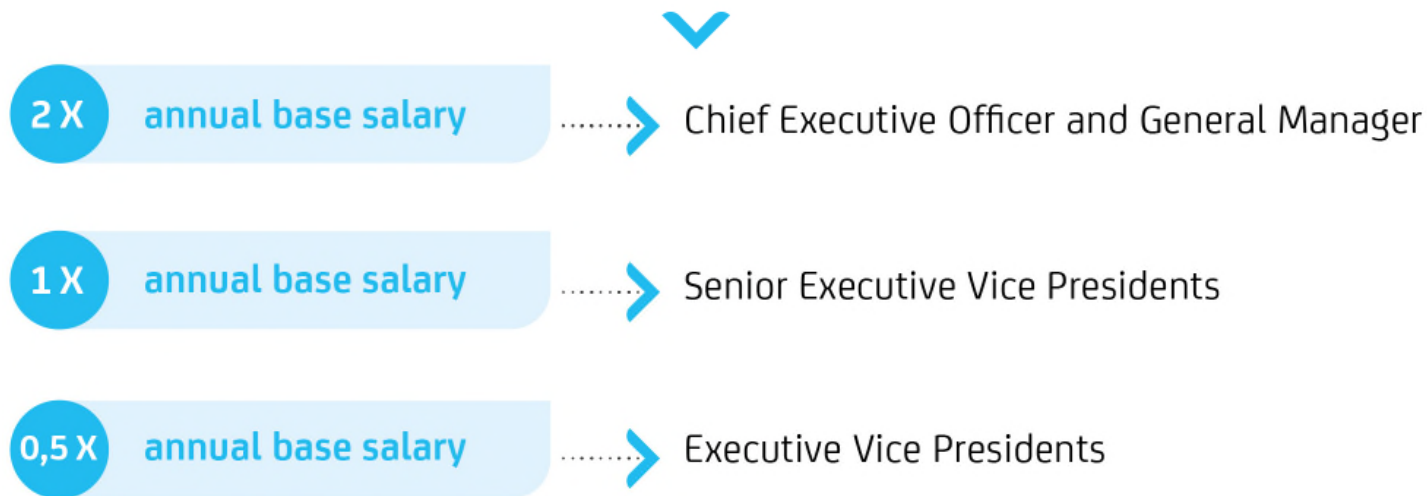 2 X annual base salary Chief Executive Officer and General Manager
1 X annual base salary Senior Executive Vice Presidents
0,5 X annual base salary Executive Vice Presidents